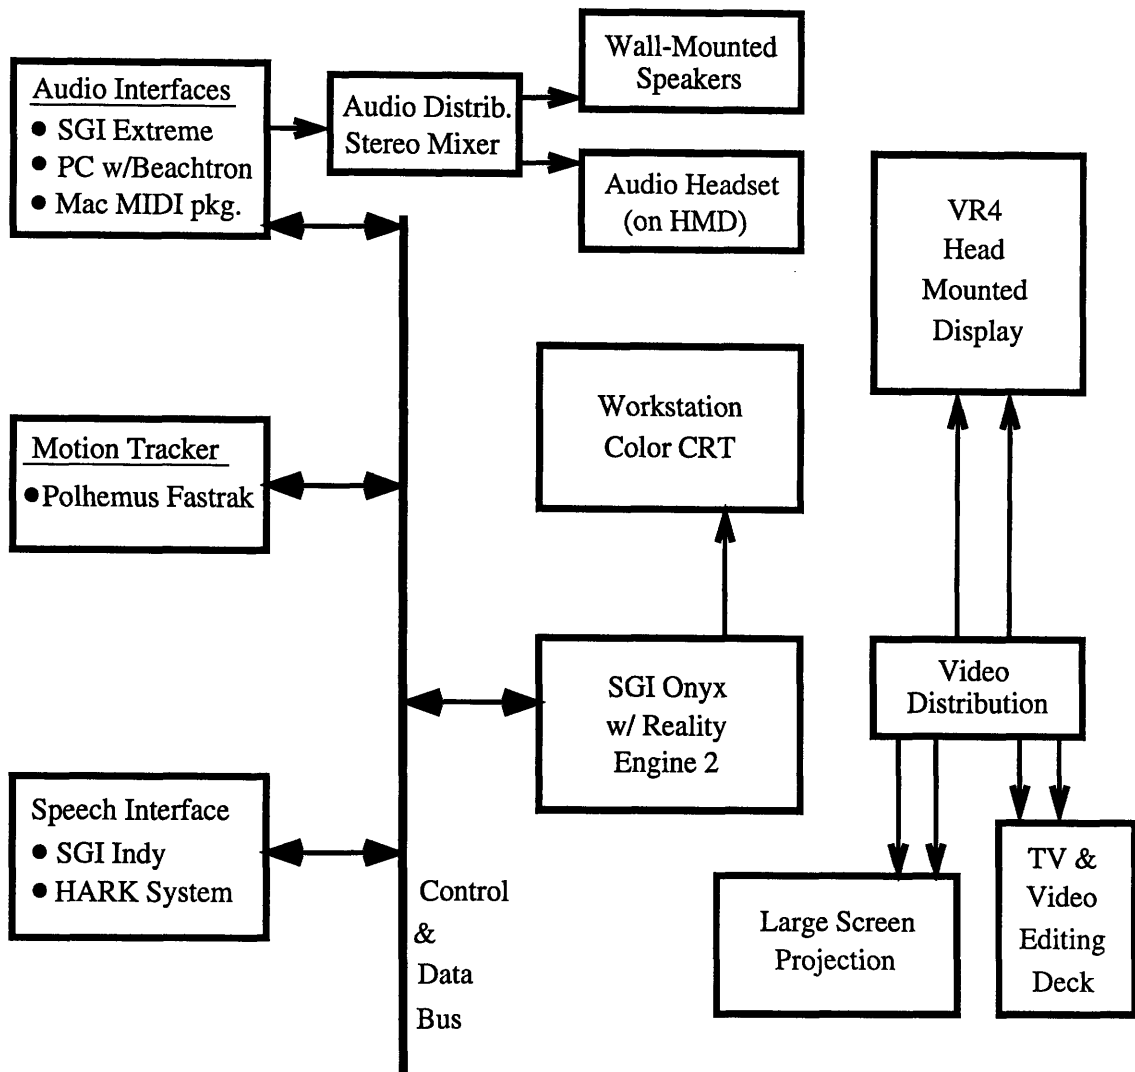 Audio Interfaces
● SGI Extreme
● PC w/Beachtron
● Mac MIDI pkg.
Audio Distrib.
Stereo Mixer
Wall-Mounted
Speakers
Audio Headset
(on HMD)
VR4
Head
Mounted
Display
Workstation
Color CRT
Motion Tracker
● Polhemus Fastrak
SGI Onyx
w/ Reality
Engine 2
Video
Distribution
Speech Interface
● SGI Indy
● HARK System
Control
&
Data
Bus
Large Screen
Projection
TV &
Video
Editing
Deck